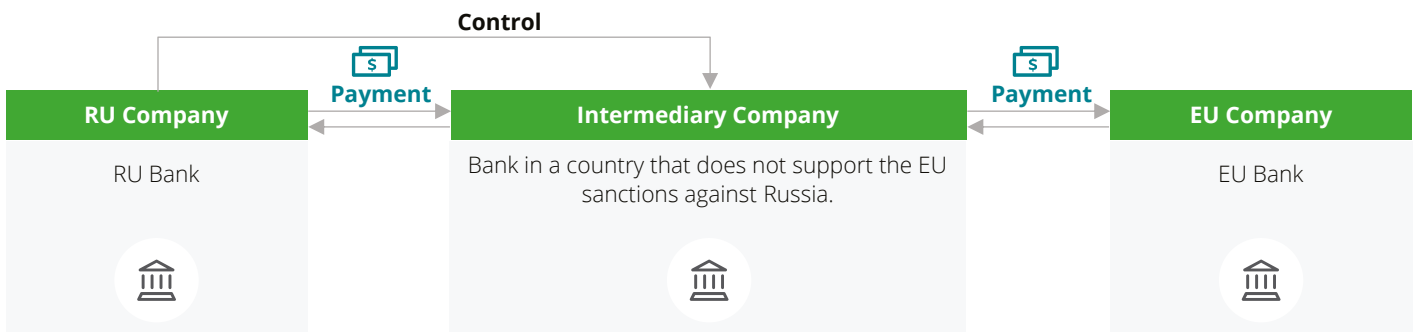 Control
$
$
Payment
Payment
RU Company
Intermediary Company
EU Company
RU Bank
Bank in a country that does not support the EU
sanctions against Russia.
EU Bank